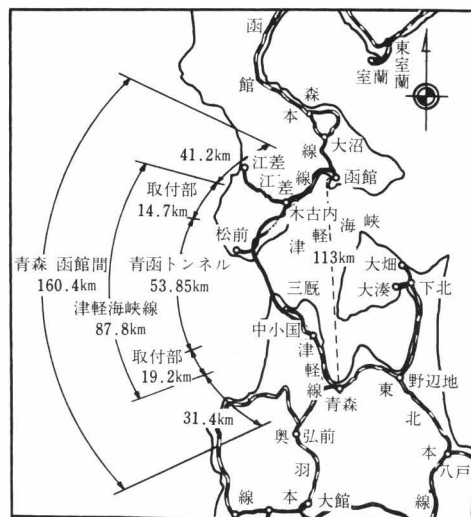 函
館
本
線
森
東室蘭
室蘭
大沼
函館
41.2km
江差
江
差
線
取付部
14.7km
木古内
松前
津
軽
海
峡
青森 函館間
160.4km
青函トンネル
53.85km
113km
津軽海峡線
87.8km
大畑
大湊
下北
三厩
中小国
津
軽
線
取付部
19.2km
青森
野辺地
31.4km
東
北
本
線
奥
羽
本
線
弘前
八戸
大館